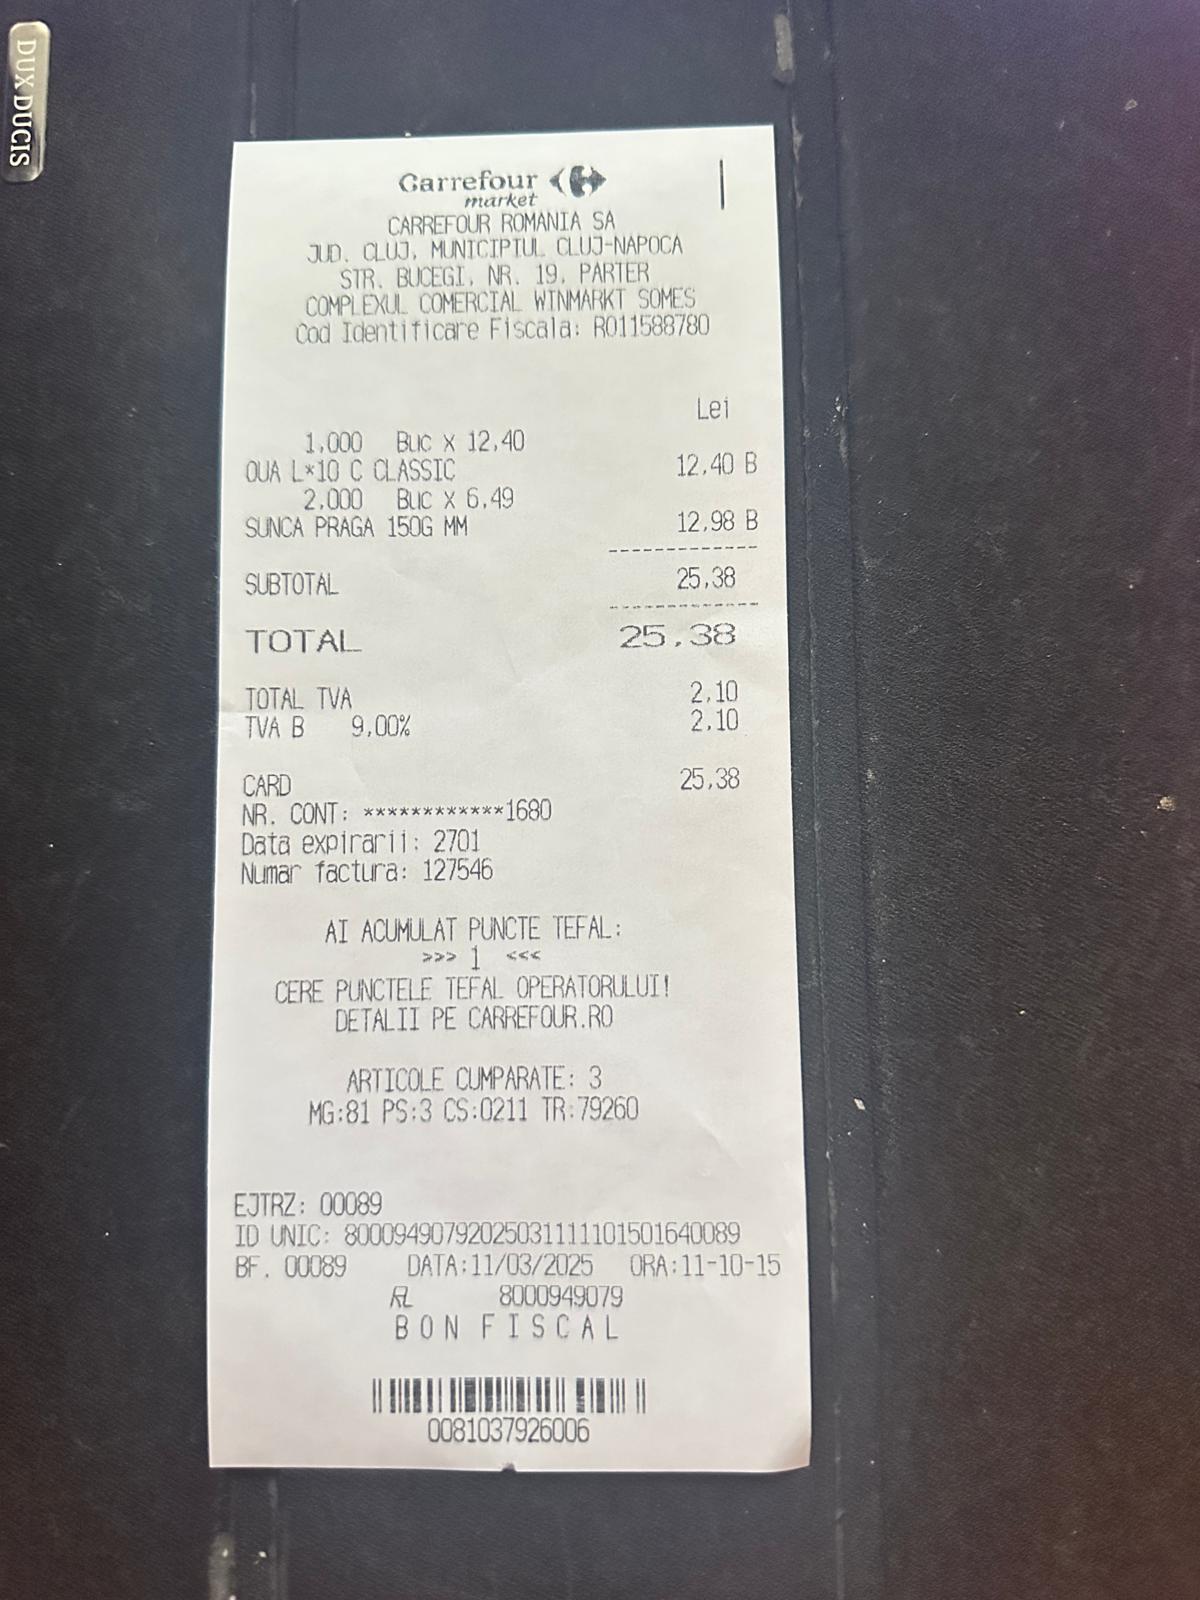 DUX DUCIS
Carrefour
market
CARREFOUR ROMANIA SA
JUD. CLUJ, MUNICIPIUL CLUJ-NAPOCA
STR. BUCEGI, NR. 19, PARTER
COMPLEXUL COMERCIAL WINMARKT SOMES
Cod Identificare Fiscala: RO11588780
Lei
1,000 Buc x 12,40
OUA L*10 C CLASSIC 12,40 B
2,000 Buc x 6,49
SUNCA PRAGA 150G MM 12,98 B
-------------
SUBTOTAL 25,38
-------------
TOTAL 25,38
TOTAL TVA 2,10
TVA B 9,00% 2,10
CARD 25,38
NR. CONT: ************1680
Data expirarii: 2701
Numar factura: 127546
AI ACUMULAT PUNCTE TEFAL:
>>> 1 <<<
CERE PUNCTELE TEFAL OPERATORULUI!
DETALII PE CARREFOUR.RO
ARTICOLE CUMPARATE: 3
MG:81 PS:3 CS:0211 TR:79260
EJTRZ: 00089
ID UNIC: 800094907920250311111101501640089
BF. 00089 DATA:11/03/2025 ORA:11-10-15
RL 8000949079
BON FISCAL
0081037926006